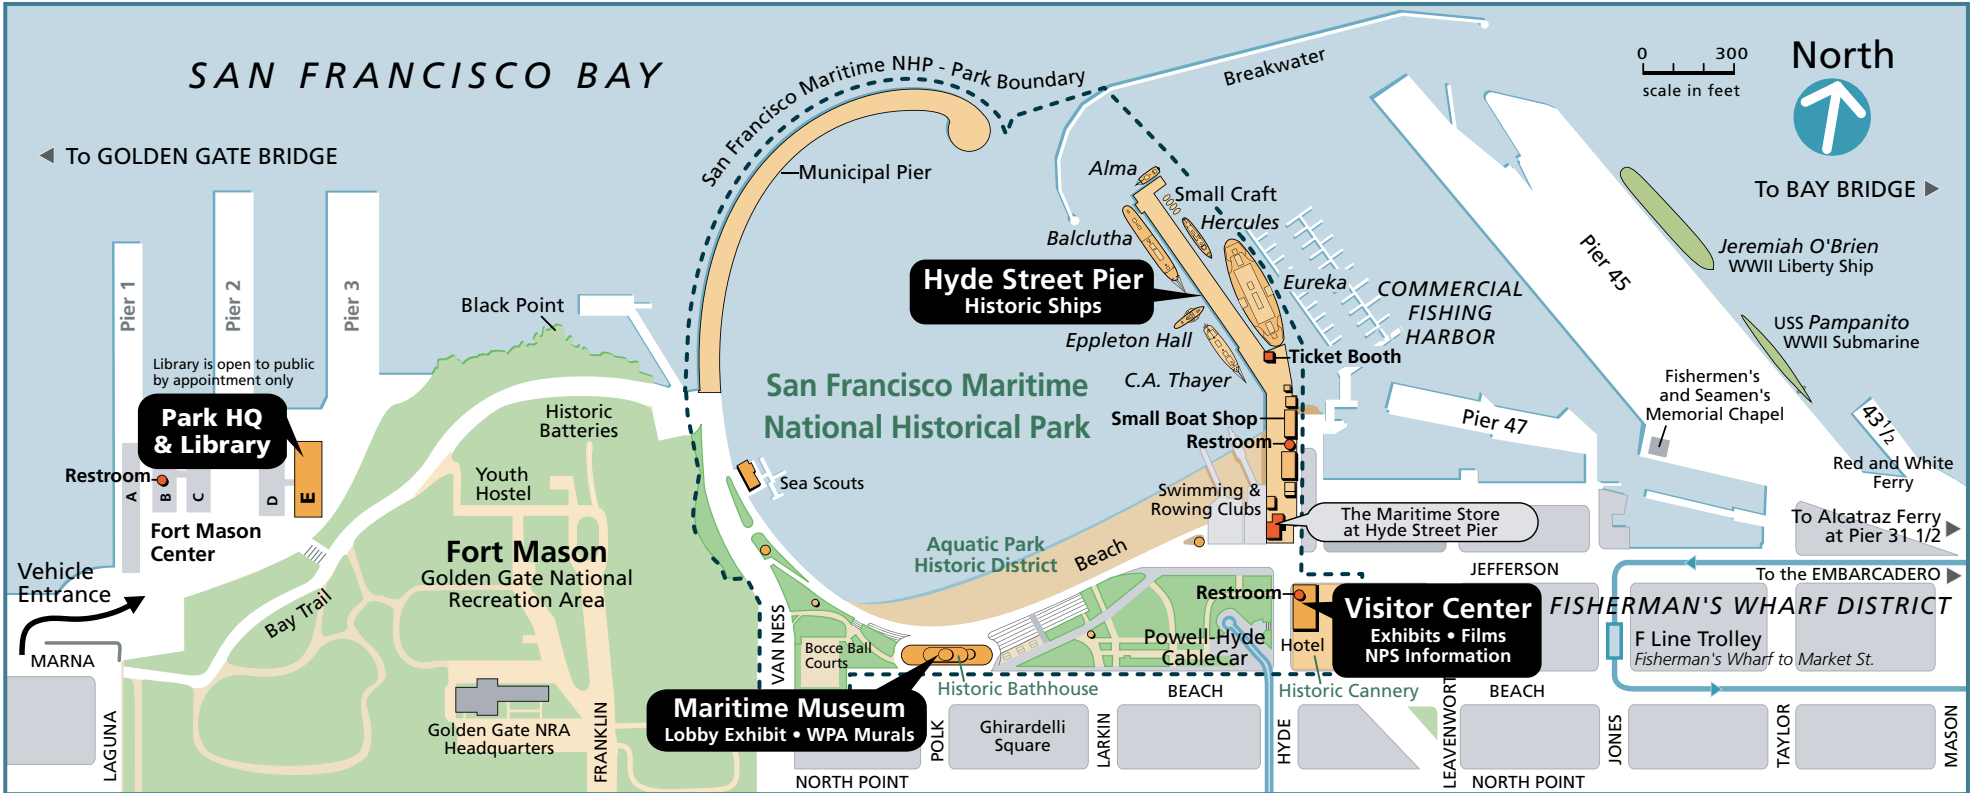 SAN FRANCISCO BAY
San Francisco Maritime NHP - Park Boundary
Breakwater
0 300
scale in feet
North
To GOLDEN GATE BRIDGE
To BAY BRIDGE
Municipal Pier
Alma
Small Craft
Hercules
Balclutha
Hyde Street Pier
Historic Ships
Eureka
Eppleton Hall
C.A. Thayer
Ticket Booth
COMMERCIAL
FISHING
HARBOR
Pier 45
Jeremiah O'Brien
WWII Liberty Ship
USS Pampanito
WWII Submarine
Fishermen's
and Seamen's
Memorial Chapel
Pier 47
43 1/2
Red and White
Ferry
To Alcatraz Ferry
at Pier 31 1/2
To the EMBARCADERO
Pier 1
Pier 2
Pier 3
Black Point
Library is open to public
by appointment only
Park HQ
& Library
Restroom
A
B
C
D
E
Fort Mason
Center
Vehicle
Entrance
MARNA
LAGUNA
Bay Trail
Historic
Batteries
Youth
Hostel
Fort Mason
Golden Gate National
Recreation Area
Golden Gate NRA
Headquarters
FRANKLIN
San Francisco Maritime
National Historical Park
Sea Scouts
Small Boat Shop
Restroom
Swimming &
Rowing Clubs
The Maritime Store
at Hyde Street Pier
Aquatic Park
Historic District
Beach
VAN NESS
Bocce Ball
Courts
Maritime Museum
Lobby Exhibit • WPA Murals
Historic Bathhouse
Powell-Hyde
CableCar
Restroom
Hotel
Visitor Center
Exhibits • Films
NPS Information
Historic Cannery
JEFFERSON
FISHERMAN'S WHARF DISTRICT
F Line Trolley
Fisherman's Wharf to Market St.
BEACH
BEACH
POLK
Ghirardelli
Square
LARKIN
HYDE
LEAVENWORT
JONES
TAYLOR
MASON
NORTH POINT
NORTH POINT